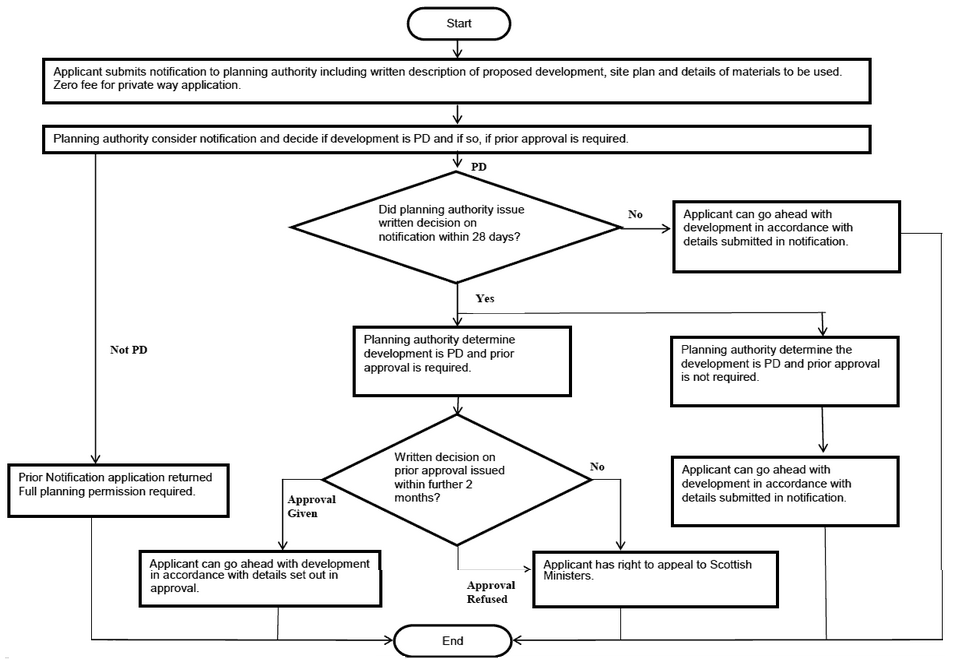 Start
Applicant submits notification to planning authority including written description of proposed development, site plan and details of materials to be used.
Zero fee for private way application.
Planning authority consider notification and decide if development is PD and if so, if prior approval is required.
PD
Did planning authority issue
written decision on
notification within 28 days?
No
Applicant can go ahead with
development in accordance with
details submitted in notification.
Yes
Planning authority determine
development is PD and prior
approval is required.
Planning authority determine the
development is PD and prior approval
is not required.
Not PD
Written decision on
prior approval issued
within further 2
months?
No
Applicant can go ahead with
development in accordance with
details submitted in notification.
Prior Notification application returned
Full planning permission required.
Approval
Given
Applicant can go ahead with development
in accordance with details set out in
approval.
Approval
Refused
Applicant has right to appeal to Scottish
Ministers.
End